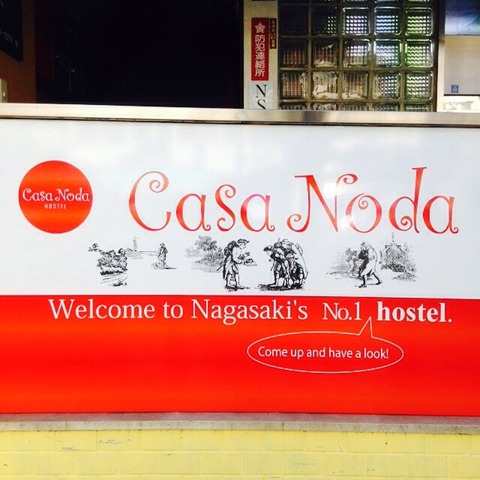 防犯連絡所
Casa Noda
HOSTEL
Casa Noda
Welcome to Nagasaki's No.1 hostel.
Come up and have a look!